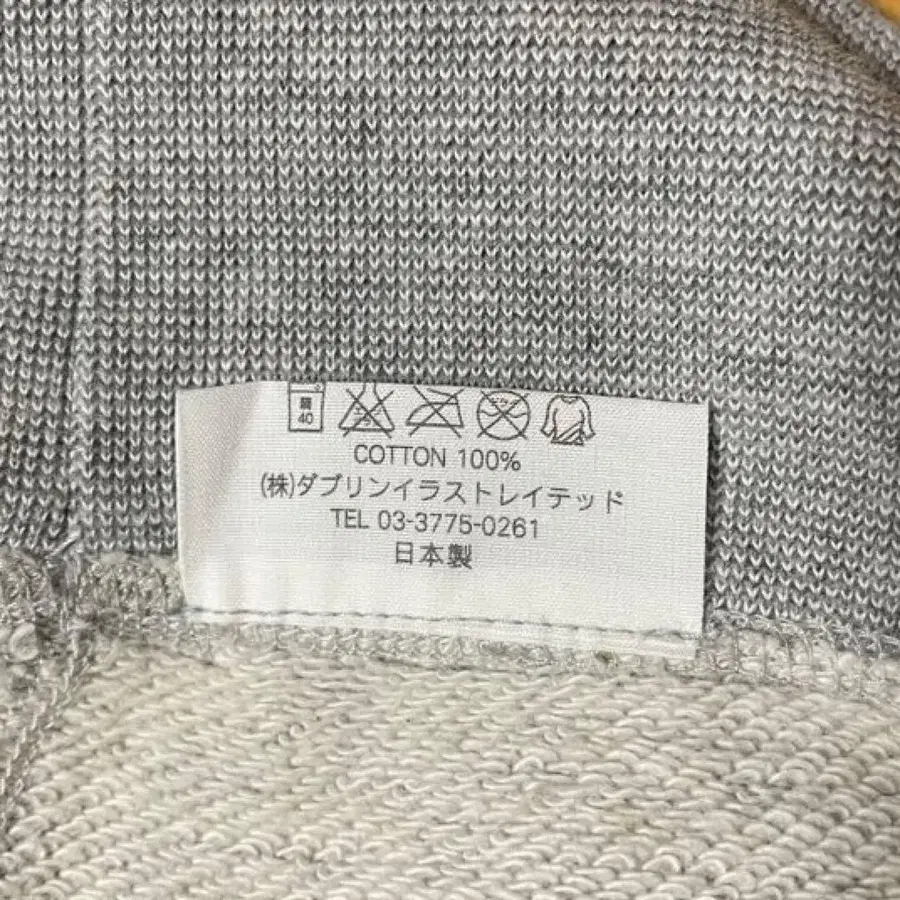 40
COTTON 100%
(株)ダブリンイラストレイテッド
TEL 03-3775-0261
日本製